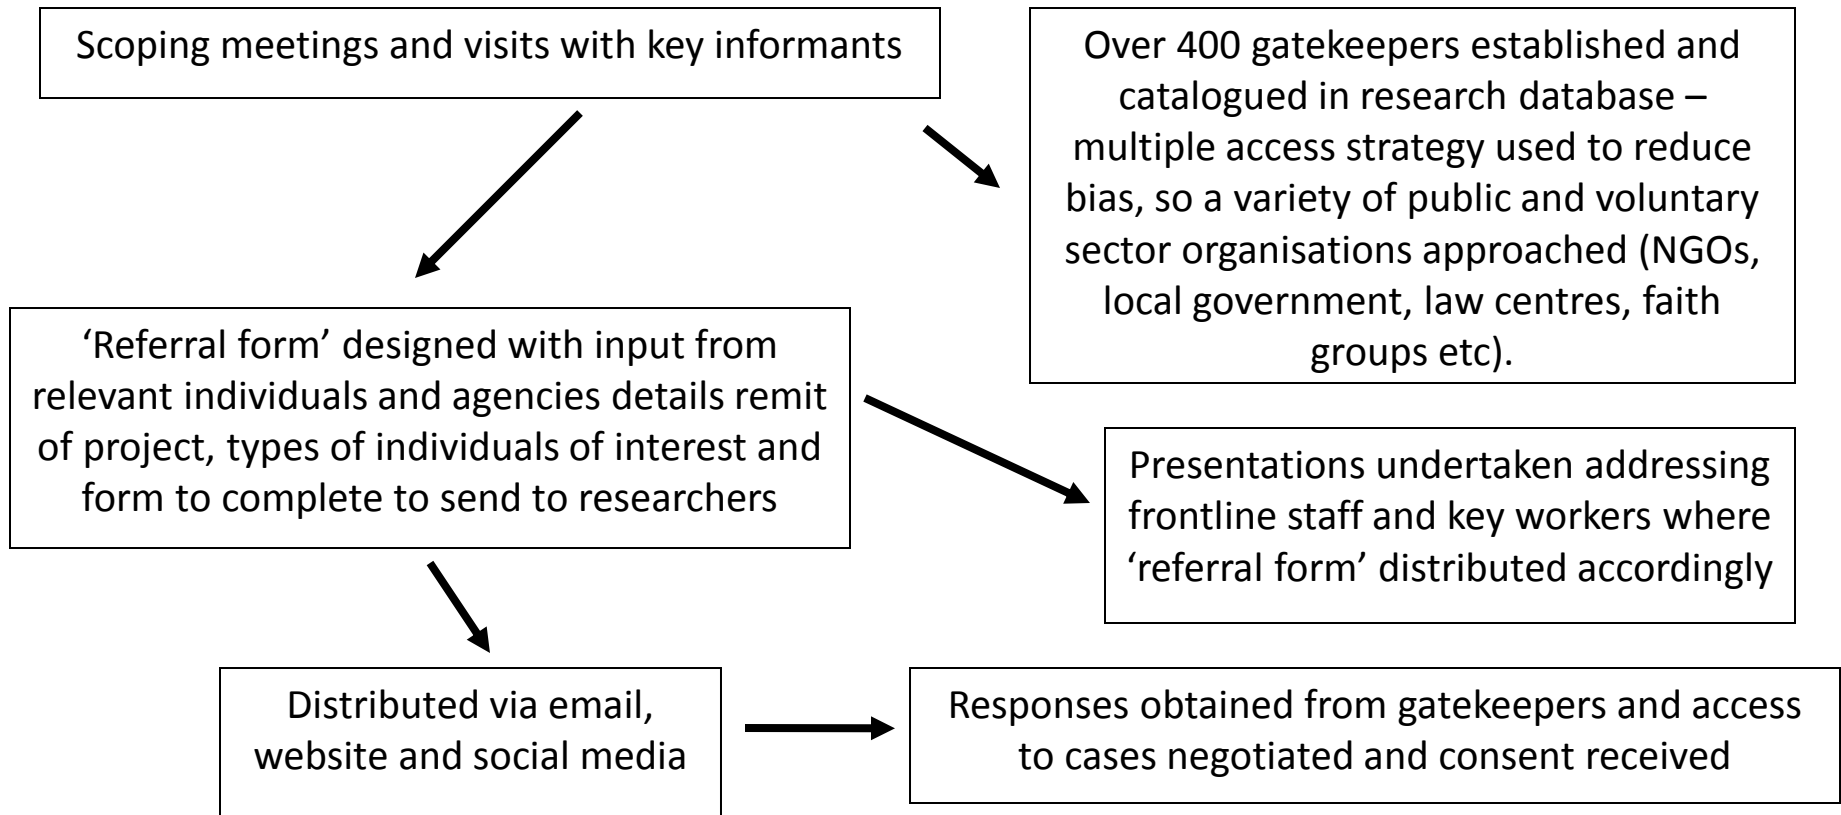 Scoping meetings and visits with key informants
Over 400 gatekeepers established and
catalogued in research database –
multiple access strategy used to reduce
bias, so a variety of public and voluntary
sector organisations approached (NGOs,
local government, law centres, faith
groups etc).
‘Referral form’ designed with input from
relevant individuals and agencies details remit
of project, types of individuals of interest and
form to complete to send to researchers
Presentations undertaken addressing
frontline staff and key workers where
‘referral form’ distributed accordingly
Distributed via email,
website and social media
Responses obtained from gatekeepers and access
to cases negotiated and consent received